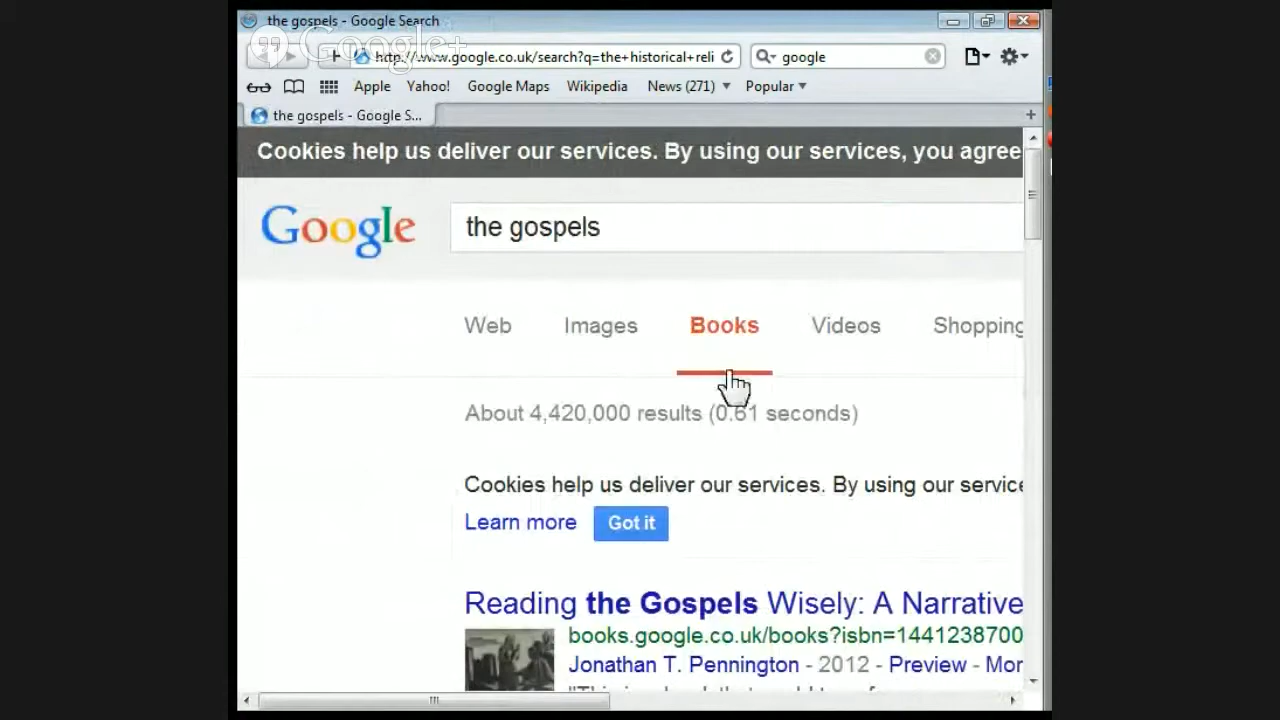 the gospels - Google Search
Google+
http://www.google.co.uk/search?q=the+historical+reli
google
Apple Yahoo! Google Maps Wikipedia News (271) Popular
the gospels - Google S...
Cookies help us deliver our services. By using our services, you agree
Google the gospels
Web Images Books Videos Shopping
About 4,420,000 results (0.61 seconds)
Cookies help us deliver our services. By using our service
Learn more Got it
Reading the Gospels Wisely: A Narrative
books.google.co.uk/books?isbn=1441238700
Jonathan T. Pennington - 2012 - Preview - Mor